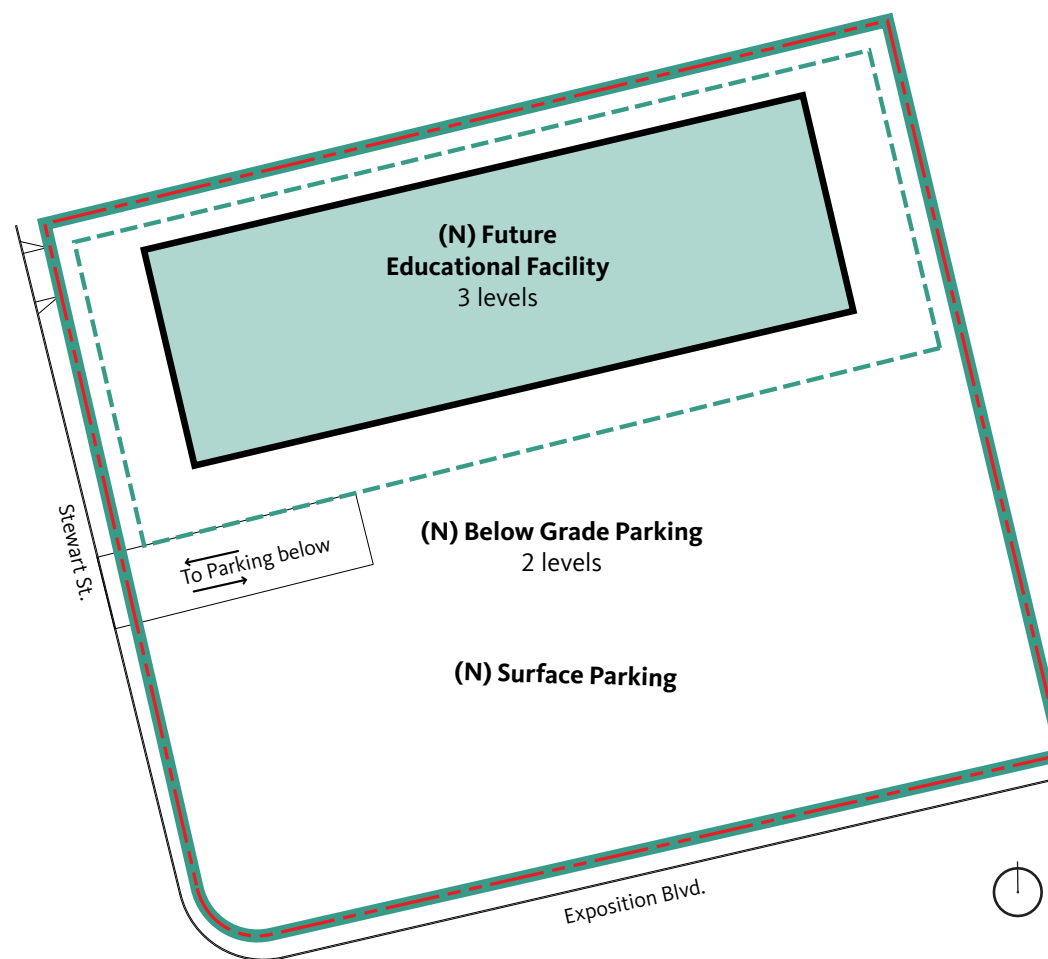 (N) Future
Educational Facility
3 levels
Stewart St.
(N) Below Grade Parking
2 levels
To Parking below
(N) Surface Parking
Exposition Blvd.